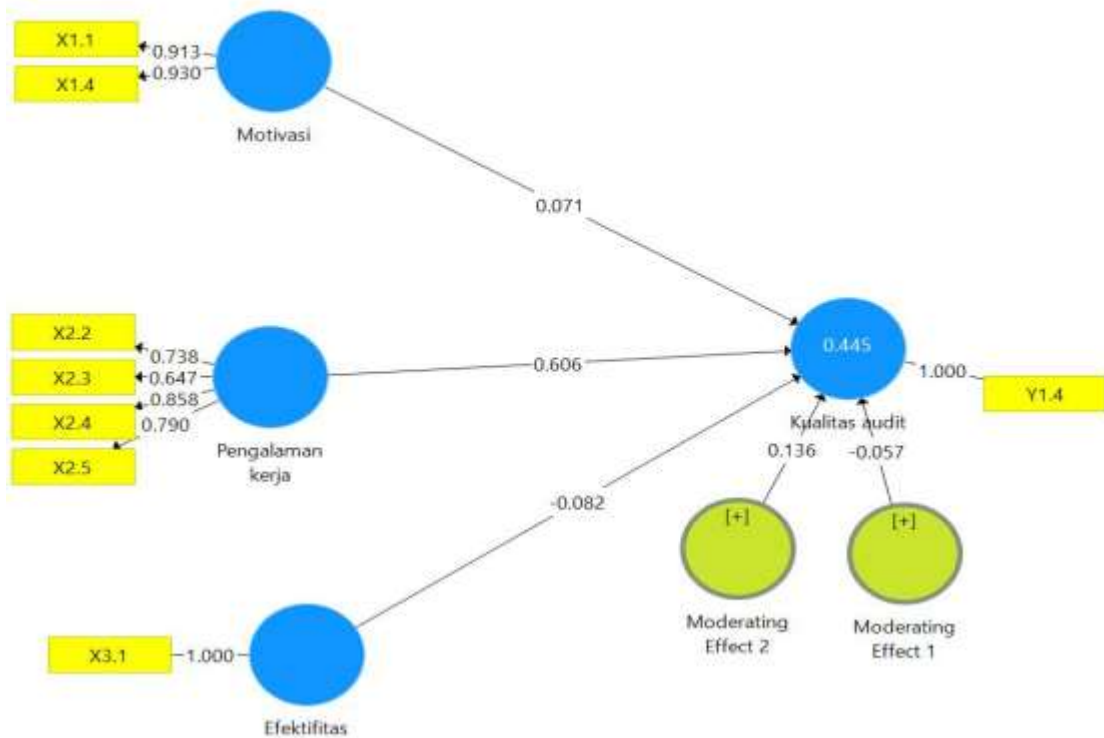 X1.1
0.913
X1.4
0.930
Motivasi
0.071
X2.2
0.738
X2.3
0.647
X2.4
0.858
X2.5
0.790
Pengalaman
kerja
0.606
0.445
1.000
Y1.4
Kualitas audit
0.136
-0.057
-0.082
[+]
[+]
Moderating
Effect 2
Moderating
Effect 1
X3.1
1.000
Efektifitas